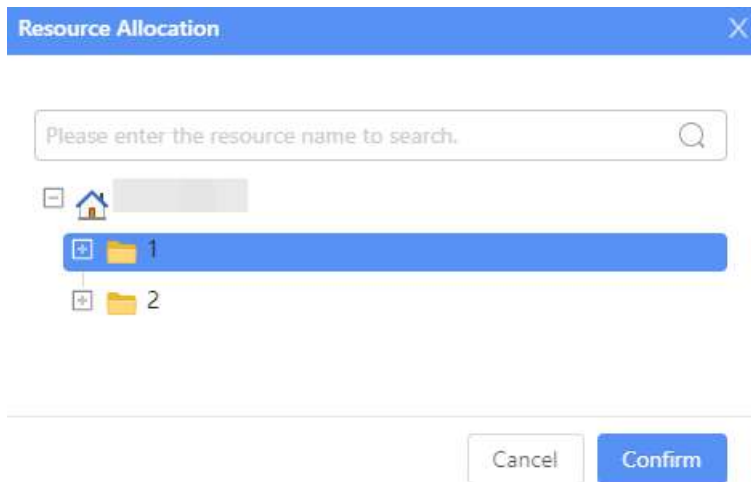 Resource Allocation
Please enter the resource name to search.
1
2
Cancel
Confirm